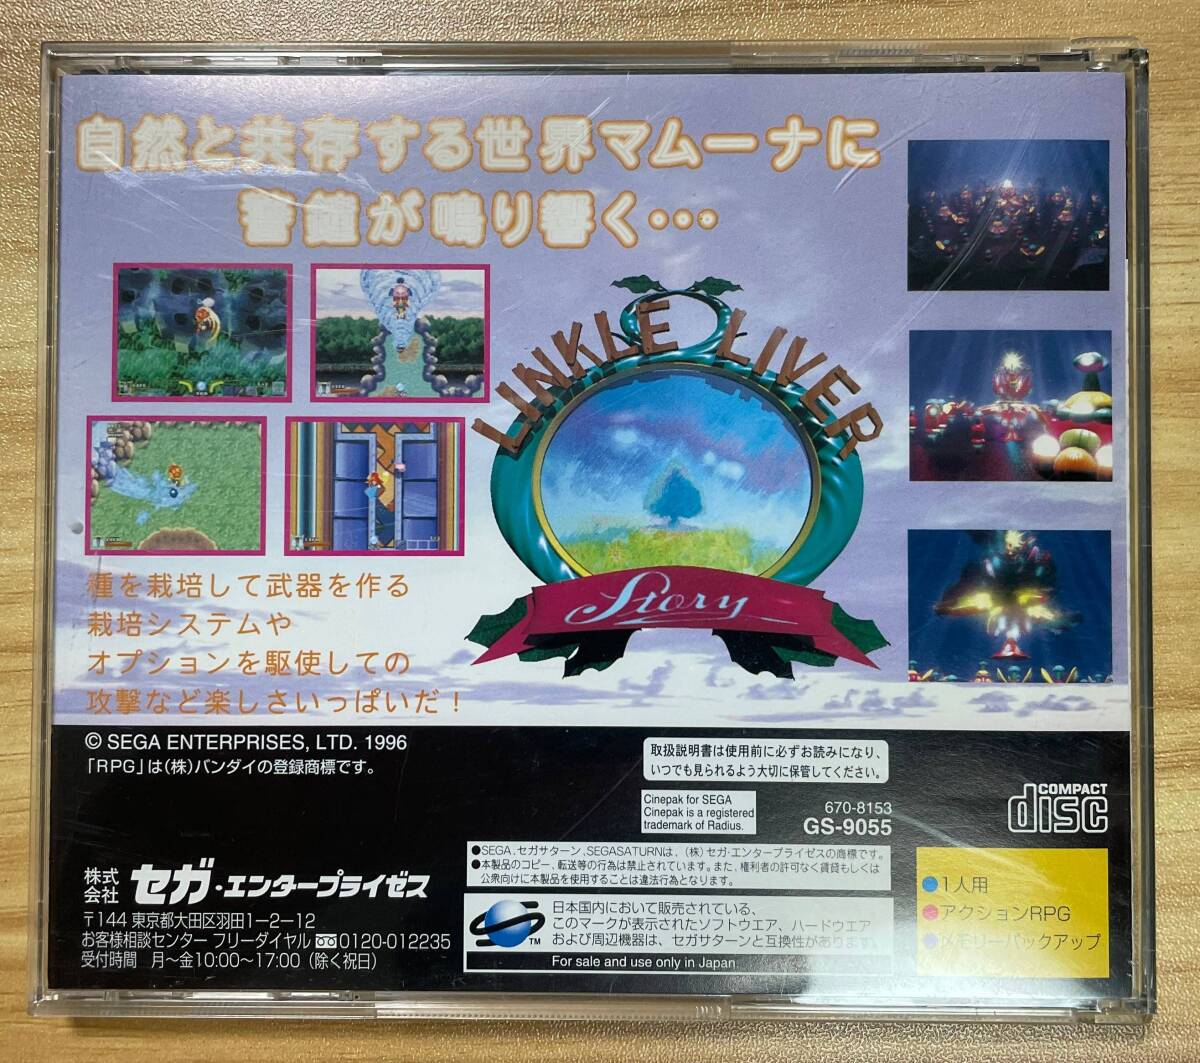 自然と共存する世界マムーナに
警鐘が鳴り響く・・・
LINKLE LIVER
Story
種を栽培して武器を作る
栽培システムや
オプションを駆使しての
攻撃など楽しさいっぱいだ！
© SEGA ENTERPRISES, LTD. 1996
「RPG」は(株)バンダイの登録商標です。
取扱説明書は使用前に必ずお読みになり、
いつでも見られるよう大切に保管してください。
Cinepak for SEGA
Cinepak is a registered
trademark of Radius.
670-8153
GS-9055
COMPACT
disc
●SEGA、セガサターン、SEGASATURNは、(株)セガ・エンタープライゼスの商標です。
●本製品のコピー、転送等の行為は禁止されています。また、権利者の許可なく賃貸もしくは
公衆向けに本製品を使用することは違法行為となります。
株式会社 セガ・エンタープライゼス
〒144 東京都大田区羽田1-2-12
お客様相談センター フリーダイヤル 0120-012235
受付時間 月〜金10:00〜17:00（除く祝日）
日本国内において販売されている、
このマークが表示されたソフトウエア、ハードウエア
および周辺機器は、セガサターンと互換性があります。
TM
For sale and use only in Japan.
●1人用
●アクションRPG
●メモリーバックアップ